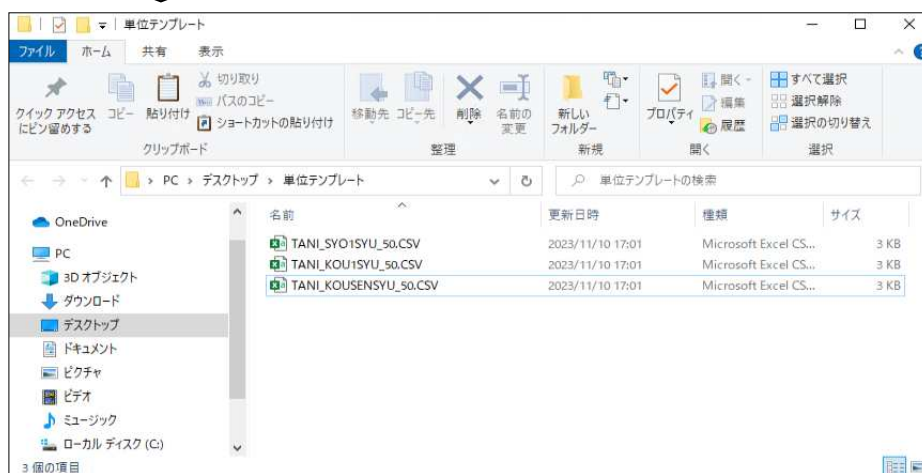 単位テンプレート
ファイル ホーム 共有 表示
クイック アクセス にピン留めする
コピー
貼り付け
切り取り
パスのコピー
ショートカットの貼り付け
クリップボード
移動先
コピー先
削除
名前の 変更
整理
新しい フォルダー
新規
プロパティ
開く
編集
履歴
開く
すべて選択
選択解除
選択の切り替え
選択
PC › デスクトップ › 単位テンプレート
単位テンプレートの検索
OneDrive
PC
3D オブジェクト
ダウンロード
デスクトップ
ドキュメント
ピクチャ
ビデオ
ミュージック
ローカル ディスク (C:)
名前 更新日時 種類 サイズ
TANI_SYO1SYU_50.CSV 2023/11/10 17:01 Microsoft Excel CS... 3 KB
TANI_KOU1SYU_50.CSV 2023/11/10 17:01 Microsoft Excel CS... 3 KB
TANI_KOUSENSYU_50.CSV 2023/11/10 17:01 Microsoft Excel CS... 3 KB
3 個の項目